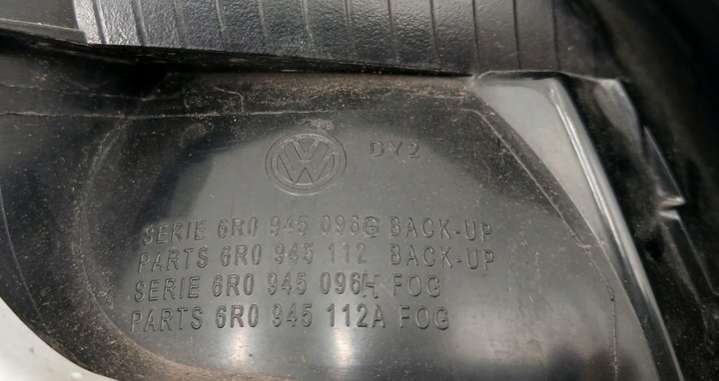 DY2
SERIE 6R0 945 096G BACK-UP
PARTS 6R0 945 112 BACK-UP
SERIE 6R0 945 096H FOG
PARTS 6R0 945 112A FOG